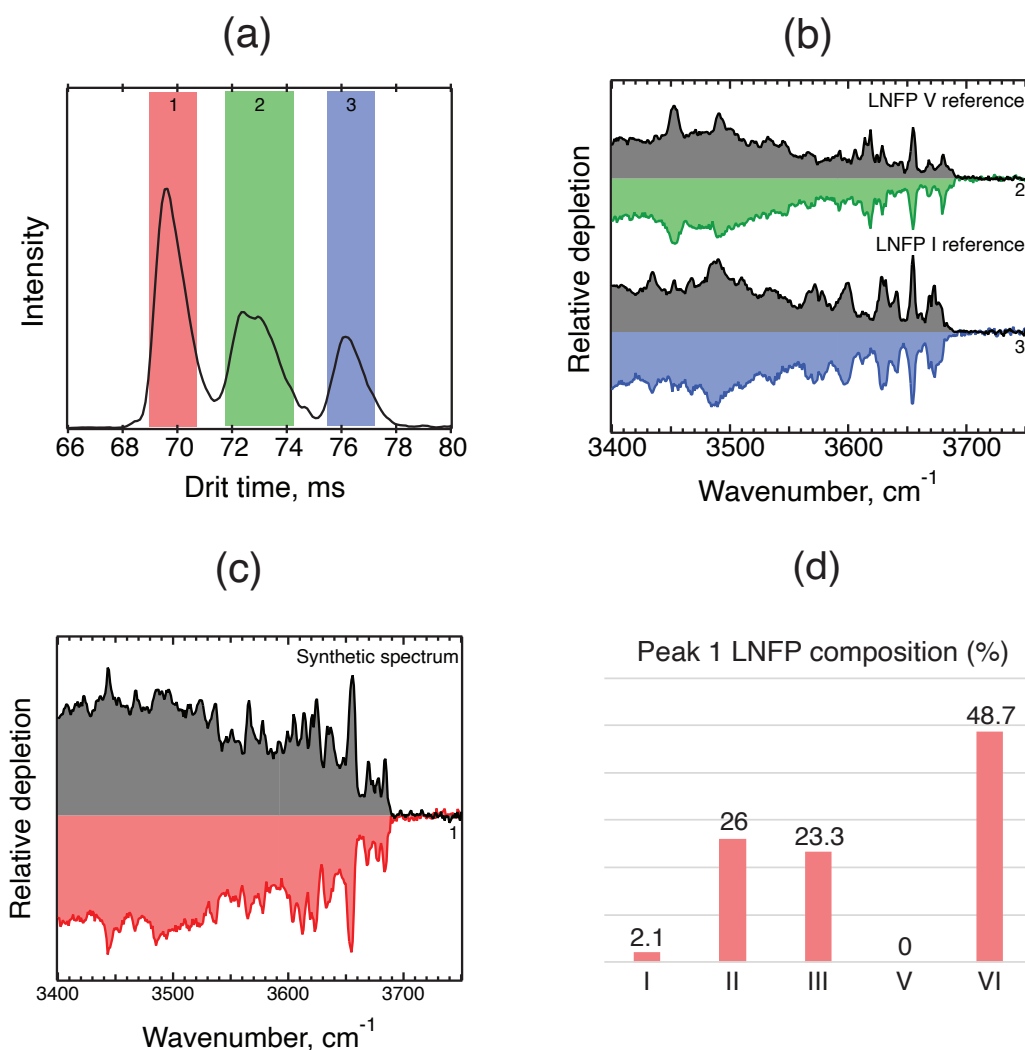 (a)
1 2 3
Intensity
66 68 70 72 74 76 78 80
Drit time, ms
(b)
LNFP V reference
2
LNFP I reference
3
Relative depletion
3400 3500 3600 3700
Wavenumber, cm-1
(c)
Synthetic spectrum
1
Relative depletion
3400 3500 3600 3700
Wavenumber, cm-1
(d)
Peak 1 LNFP composition (%)
2.1 26 23.3 0 48.7
I II III V VI